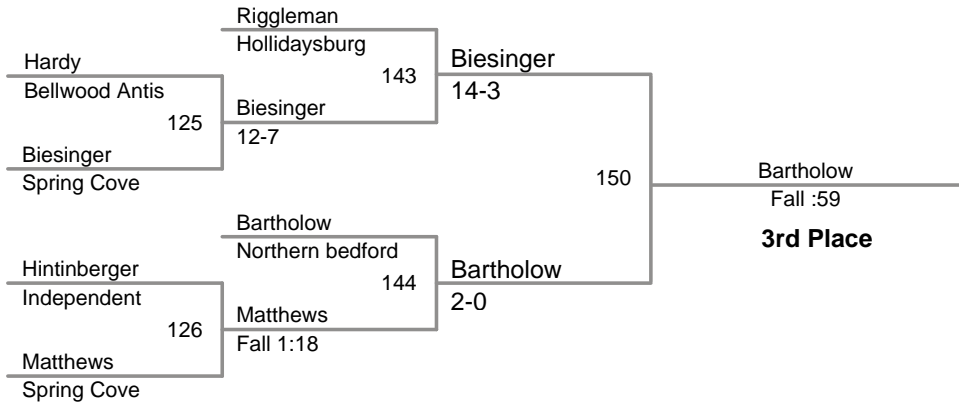 Riggleman
Hollidaysburg
Hardy
Bellwood Antis
143
Biesinger
14-3
125
Biesinger
12-7
Biesinger
Spring Cove
150
Bartholow
Fall :59
3rd Place
Bartholow
Northern bedford
Hintinberger
Independent
144
Bartholow
2-0
126
Matthews
Fall 1:18
Matthews
Spring Cove